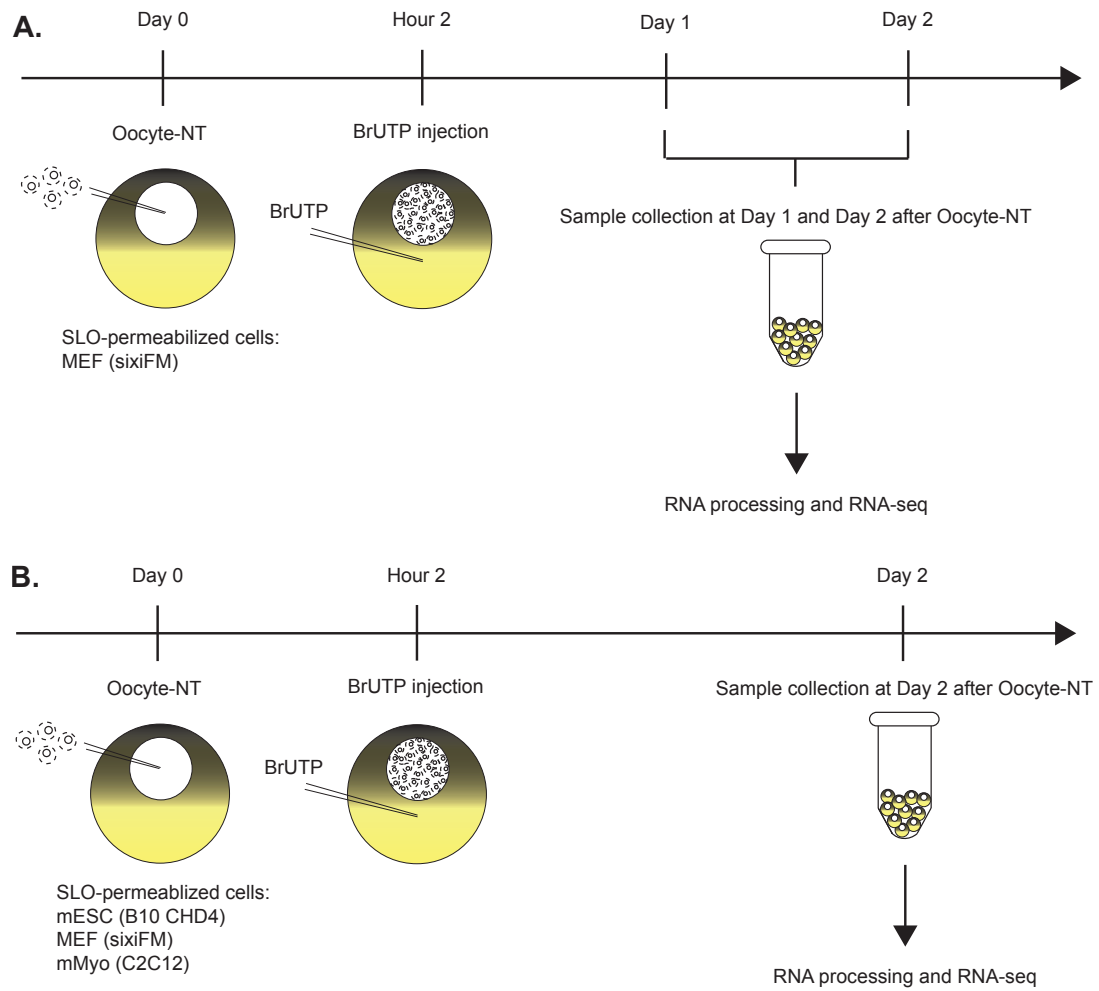 A.
Day 0
Hour 2
Day 1
Day 2
Oocyte-NT
BrUTP injection
BrUTP
Sample collection at Day 1 and Day 2 after Oocyte-NT
SLO-permeabilized cells:
MEF (sixiFM)
RNA processing and RNA-seq
B.
Day 0
Hour 2
Day 2
Oocyte-NT
BrUTP injection
Sample collection at Day 2 after Oocyte-NT
BrUTP
SLO-permeablized cells:
mESC (B10 CHD4)
MEF (sixiFM)
mMyo (C2C12)
RNA processing and RNA-seq